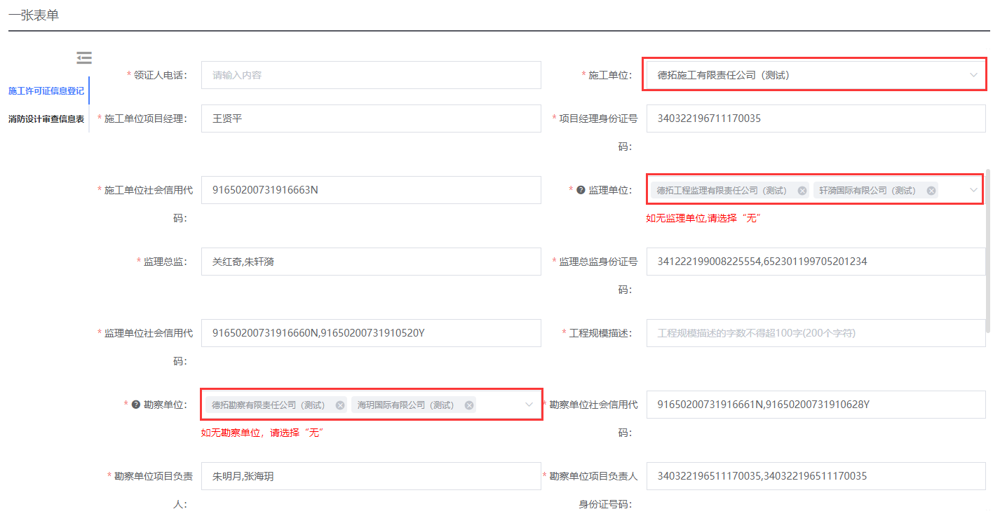 一张表单
* 领证人电话： 请输入内容 * 施工单位： 德拓施工有限责任公司（测试）
施工许可证信息登记
消防设计审查信息表 * 施工单位项目经理： 王贤平 * 项目经理身份证号
码： 340322196711170035
* 施工单位社会信用代
码： 91650200731916663N * 监理单位： 德拓工程监理有限责任公司（测试） 轩漪国际有限公司（测试）
如无监理单位,请选择“无”
* 监理总监： 关红奇,朱轩漪 * 监理总监身份证号
码： 341222199008225554,652301199705201234
* 监理单位社会信用代
码： 91650200731916660N,91650200731910520Y * 工程规模描述： 工程规模描述的字数不得超100字(200个字符)
* 勘察单位： 德拓勘察有限责任公司（测试） 海玥国际有限公司（测试）
如无勘察单位，请选择“无”
* 勘察单位社会信用代
码： 91650200731916661N,91650200731910628Y
* 勘察单位项目负责
人： 朱明月,张海玥 * 勘察单位项目负责人
身份证号码： 340322196511170035,340322196511170035